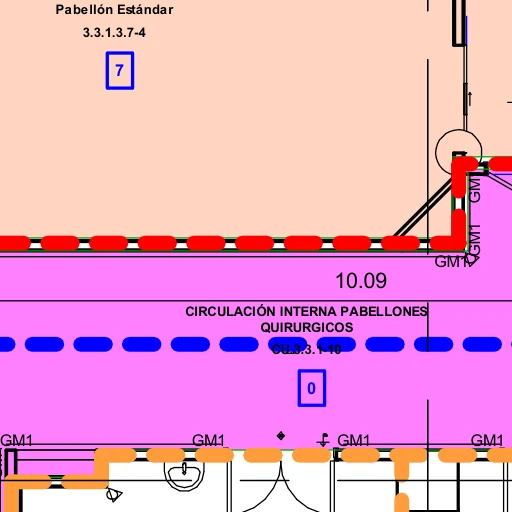 Pabellón Estándar
3.3.1.3.7-4
7
GM1
GM1
GM1
10.09
CIRCULACIÓN INTERNA PABELLONES
QUIRURGICOS
CU.3.3.1-10
0
GM1
GM1
GM1
GM1